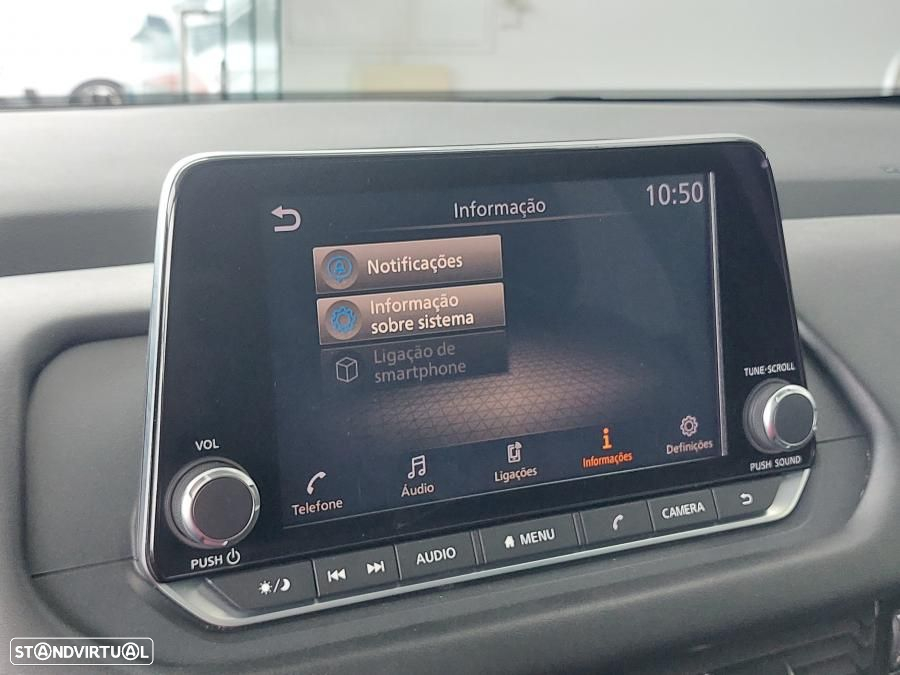 Informação
10:50
Notificações
Informação
sobre sistema
Ligação de
smartphone
Telefone
Áudio
Ligações
Informações
Definições
VOL
PUSH
TUNE·SCROLL
PUSH SOUND
AUDIO
MENU
CAMERA
STANDVIRTUAL